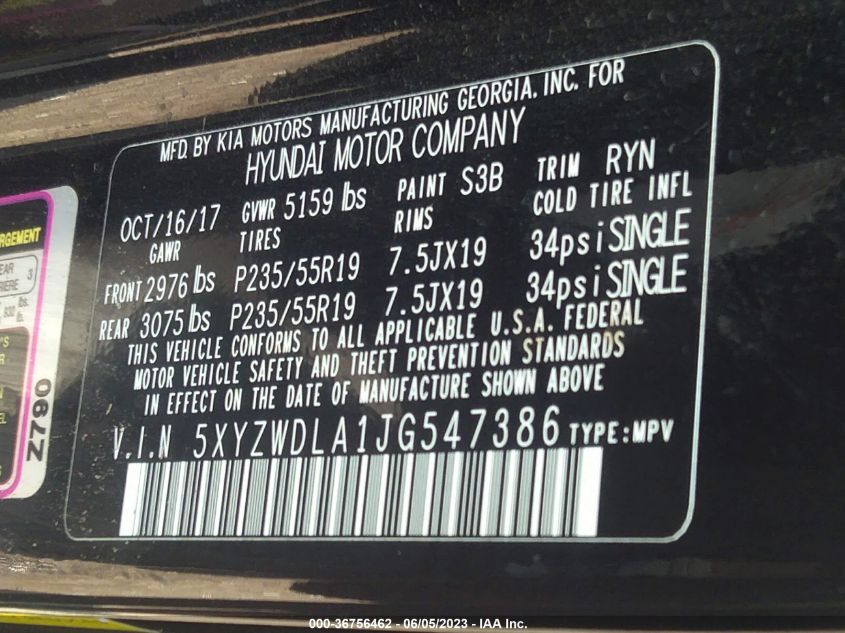 MFD. BY KIA MOTORS MANUFACTURING GEORGIA. INC. FOR
HYUNDAI MOTOR COMPANY
OCT/16/17 GVWR 5159 lbs PAINT S3B TRIM RYN
GAWR TIRES RIMS COLD TIRE INFL
FRONT 2976 lbs P235/55R19 7.5JX19 34psi SINGLE
REAR 3075 lbs P235/55R19 7.5JX19 34psi SINGLE
THIS VEHICLE CONFORMS TO ALL APPLICABLE U.S.A. FEDERAL
MOTOR VEHICLE SAFETY AND THEFT PREVENTION STANDARDS
IN EFFECT ON THE DATE OF MANUFACTURE SHOWN ABOVE
V.I.N 5XYZWDLA1JG547386 TYPE:MPV
3
lbs.
Z790
000-36756462 - 06/05/2023 - IAA Inc.